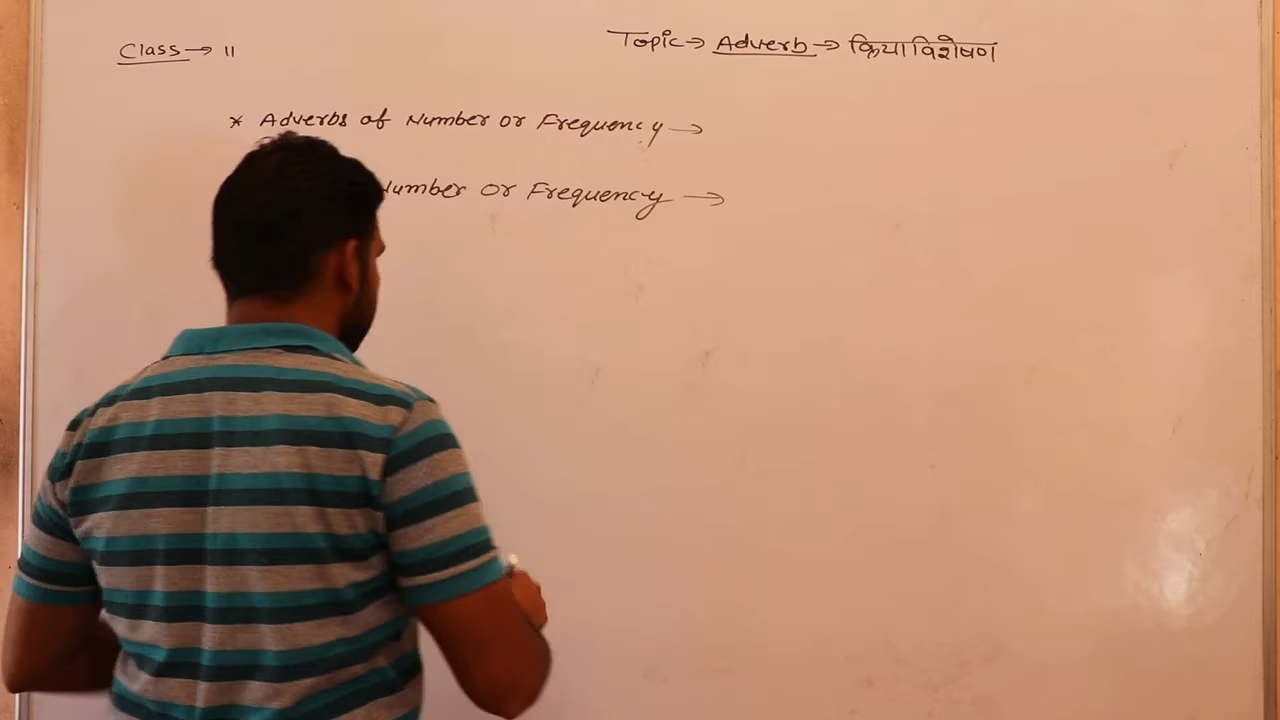 Class → 11
Topic → Adverb → क्रिया विशेषण
* Adverbs of Number or Frequency →
Number or Frequency →